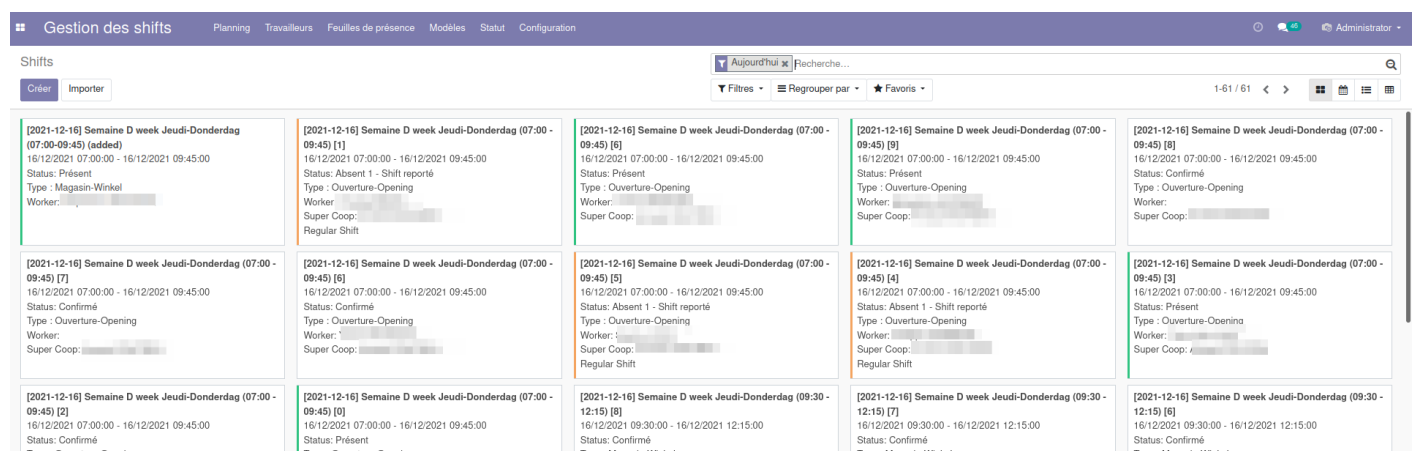 Gestion des shifts Planning Travailleurs Feuilles de présence Modèles Statut Configuration Administrator
Shifts
Aujourd'hui Recherche...
Créer Importer
Filtres Regrouper par Favoris 1-61 / 61
[2021-12-16] Semaine D week Jeudi-Donderdag
(07:00-09:45) (added)
16/12/2021 07:00:00 - 16/12/2021 09:45:00
Status: Présent
Type : Magasin-Winkel
Worker:
[2021-12-16] Semaine D week Jeudi-Donderdag (07:00 -
09:45) [1]
16/12/2021 07:00:00 - 16/12/2021 09:45:00
Status: Absent 1 - Shift reporté
Type : Ouverture-Opening
Worker
Super Coop:
Regular Shift
[2021-12-16] Semaine D week Jeudi-Donderdag (07:00 -
09:45) [6]
16/12/2021 07:00:00 - 16/12/2021 09:45:00
Status: Présent
Type : Ouverture-Opening
Worker:
Super Coop:
[2021-12-16] Semaine D week Jeudi-Donderdag (07:00 -
09:45) [9]
16/12/2021 07:00:00 - 16/12/2021 09:45:00
Status: Présent
Type : Ouverture-Opening
Worker:
Super Coop:
[2021-12-16] Semaine D week Jeudi-Donderdag (07:00 -
09:45) [8]
16/12/2021 07:00:00 - 16/12/2021 09:45:00
Status: Confirmé
Type : Ouverture-Opening
Worker:
Super Coop:
[2021-12-16] Semaine D week Jeudi-Donderdag (07:00 -
09:45) [7]
16/12/2021 07:00:00 - 16/12/2021 09:45:00
Status: Confirmé
Type : Ouverture-Opening
Worker:
Super Coop:
[2021-12-16] Semaine D week Jeudi-Donderdag (07:00 -
09:45) [6]
16/12/2021 07:00:00 - 16/12/2021 09:45:00
Status: Confirmé
Type : Ouverture-Opening
Worker:
Super Coop:
[2021-12-16] Semaine D week Jeudi-Donderdag (07:00 -
09:45) [5]
16/12/2021 07:00:00 - 16/12/2021 09:45:00
Status: Absent 1 - Shift reporté
Type : Ouverture-Opening
Worker:
Super Coop:
Regular Shift
[2021-12-16] Semaine D week Jeudi-Donderdag (07:00 -
09:45) [4]
16/12/2021 07:00:00 - 16/12/2021 09:45:00
Status: Absent 1 - Shift reporté
Type : Ouverture-Opening
Worker:
Super Coop:
Regular Shift
[2021-12-16] Semaine D week Jeudi-Donderdag (07:00 -
09:45) [3]
16/12/2021 07:00:00 - 16/12/2021 09:45:00
Status: Présent
Type : Ouverture-Opening
Worker:
Super Coop:
[2021-12-16] Semaine D week Jeudi-Donderdag (07:00 -
09:45) [2]
16/12/2021 07:00:00 - 16/12/2021 09:45:00
Status: Confirmé
[2021-12-16] Semaine D week Jeudi-Donderdag (07:00 -
09:45) [0]
16/12/2021 07:00:00 - 16/12/2021 09:45:00
Status: Présent
[2021-12-16] Semaine D week Jeudi-Donderdag (09:30 -
12:15) [8]
16/12/2021 09:30:00 - 16/12/2021 12:15:00
Status: Confirmé
[2021-12-16] Semaine D week Jeudi-Donderdag (09:30 -
12:15) [7]
16/12/2021 09:30:00 - 16/12/2021 12:15:00
Status: Confirmé
[2021-12-16] Semaine D week Jeudi-Donderdag (09:30 -
12:15) [6]
16/12/2021 09:30:00 - 16/12/2021 12:15:00
Status: Confirmé